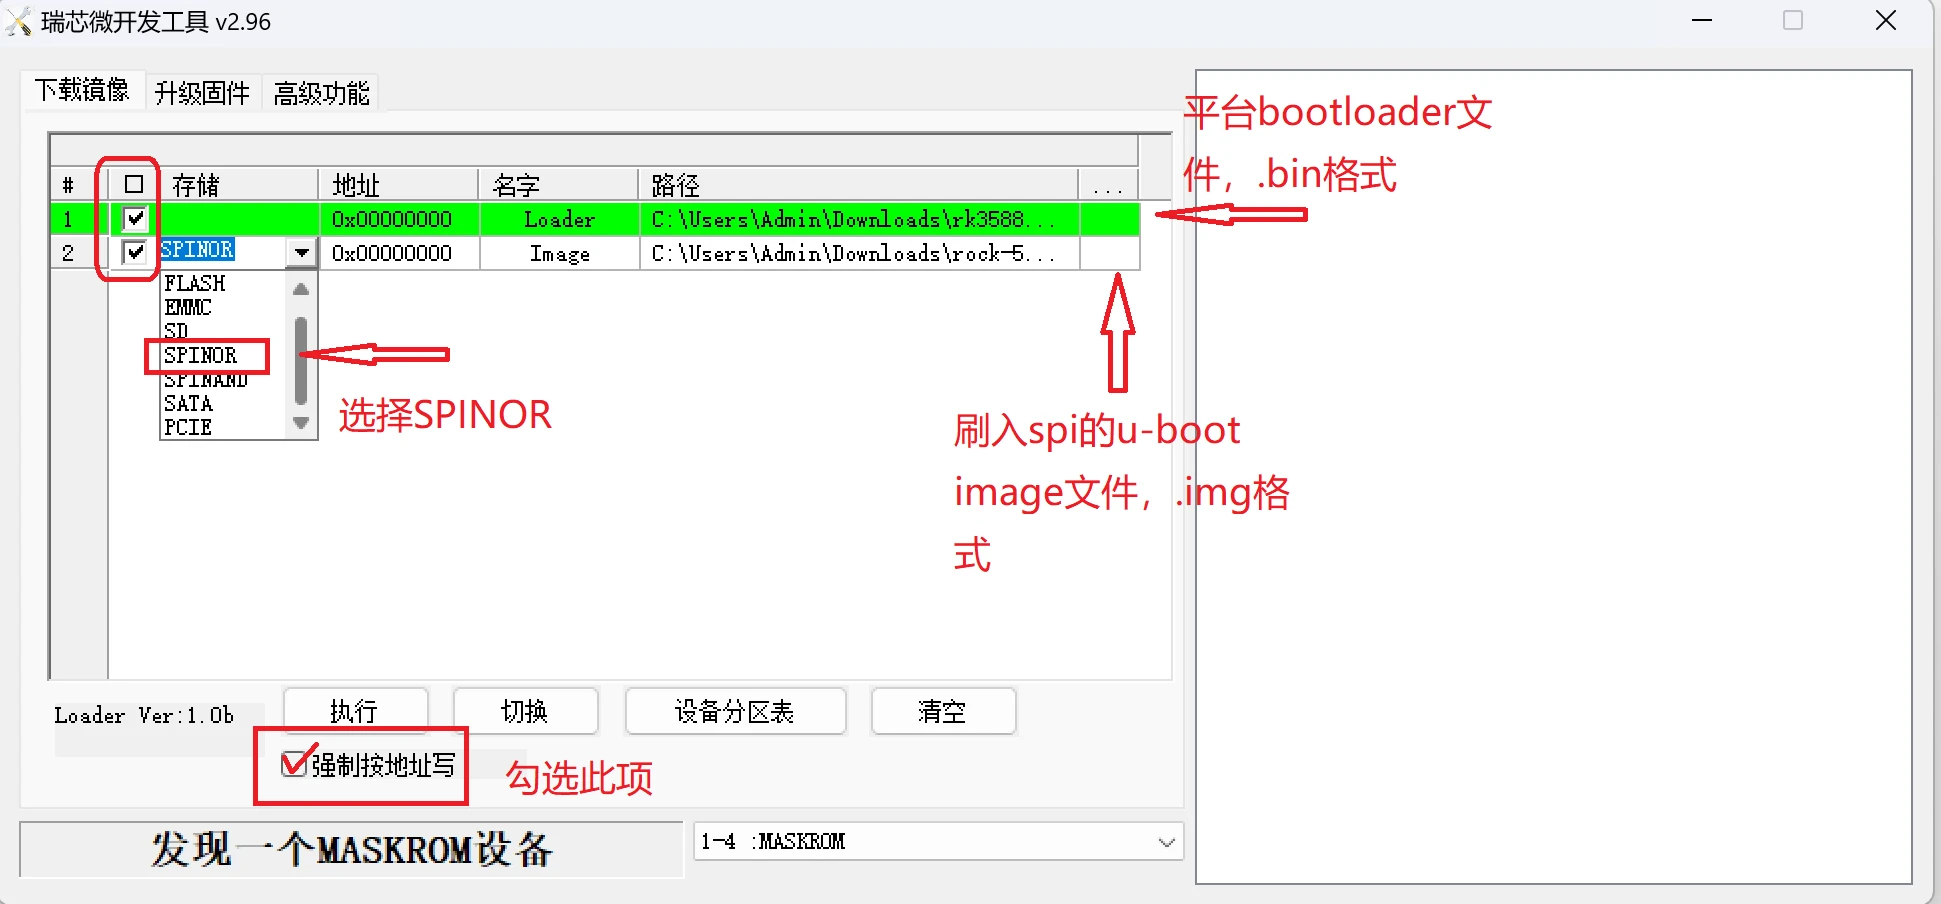 瑞芯微开发工具 v2.96
下载镜像 升级固件 高级功能
平台bootloader文
件，.bin格式
# 存储 地址 名字 路径 ...
1 0x00000000 Loader C:\Users\Admin\Downloads\rk3588...
2 SPINOR 0x00000000 Image C:\Users\Admin\Downloads\rock-5...
FLASH
EMMC
SD
SPINOR
SPINAND
SATA
PCIE
选择SPINOR
刷入spi的u-boot
image文件，.img格
式
Loader Ver:1.0b 执行 切换 设备分区表 清空
强制按地址写 勾选此项
发现一个MASKROM设备 1-4 :MASKROM